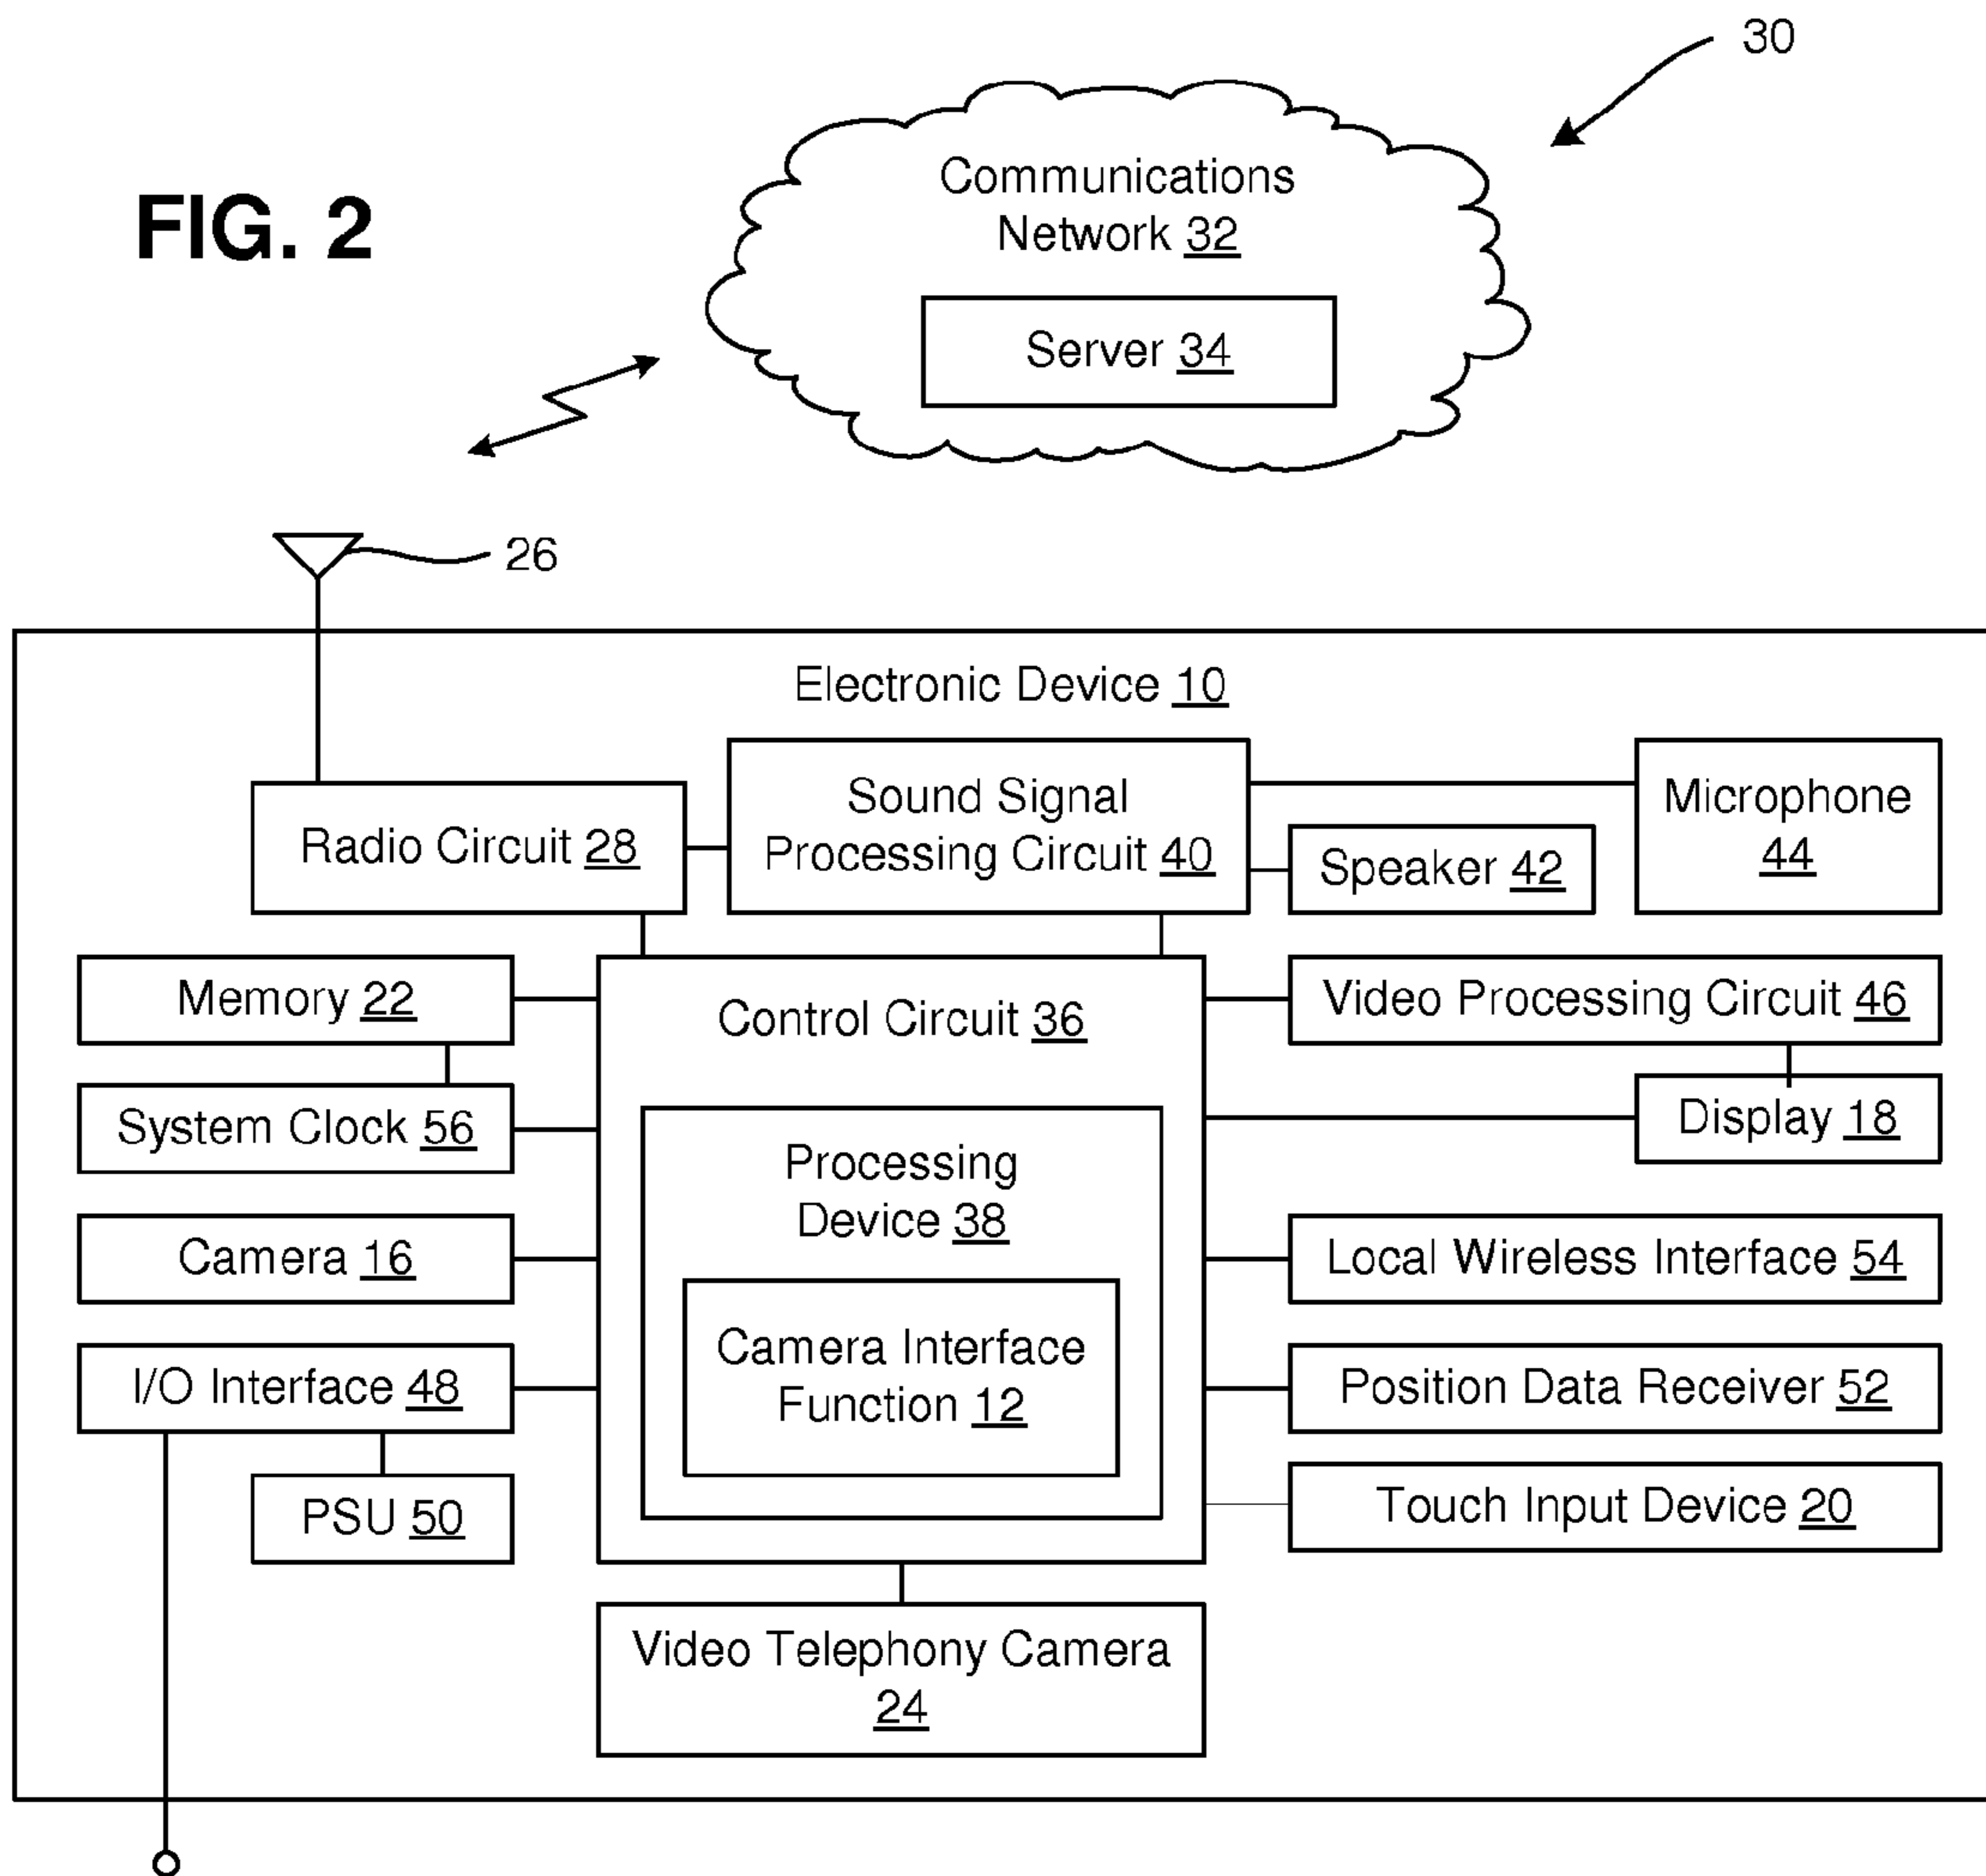 30
FIG. 2
Communications
Network 32
Server 34
26
Electronic Device 10
Radio Circuit 28
Sound Signal
Processing Circuit 40
Microphone
44
Speaker 42
Memory 22
Control Circuit 36
Video Processing Circuit 46
System Clock 56
Display 18
Processing
Device 38
Camera 16
Local Wireless Interface 54
Camera Interface
Function 12
I/O Interface 48
Position Data Receiver 52
PSU 50
Touch Input Device 20
Video Telephony Camera
24